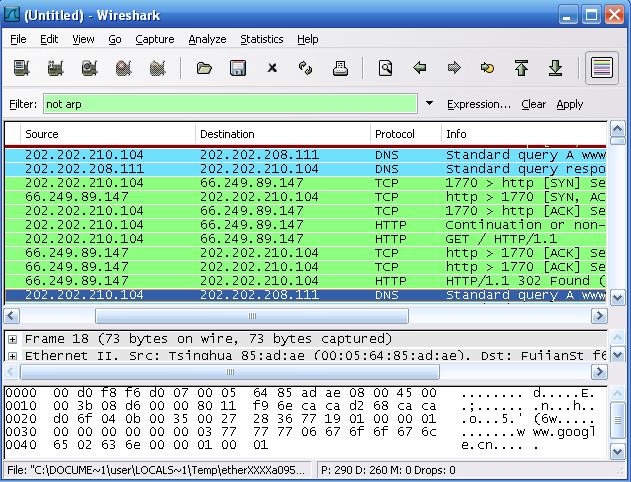 (Untitled) - Wireshark
File Edit View Go Capture Analyze Statistics Help
Filter: not arp Expression... Clear Apply
Source Destination Protocol Info
202.202.210.104 202.202.208.111 DNS Standard query A www
202.202.208.111 202.202.210.104 DNS Standard query respo
202.202.210.104 66.249.89.147 TCP 1770 > http [SYN] Se
66.249.89.147 202.202.210.104 TCP http > 1770 [SYN, AC
202.202.210.104 66.249.89.147 TCP 1770 > http [ACK] Se
202.202.210.104 66.249.89.147 HTTP Continuation or non-
202.202.210.104 66.249.89.147 HTTP GET / HTTP/1.1
66.249.89.147 202.202.210.104 TCP http > 1770 [ACK] Se
66.249.89.147 202.202.210.104 TCP http > 1770 [ACK] Se
66.249.89.147 202.202.210.104 HTTP HTTP/1.1 302 Found (
202.202.210.104 202.202.208.111 DNS Standard query A www
Frame 18 (73 bytes on wire, 73 bytes captured)
Ethernet II, Src: Tsinghua 85:ad:ae (00:05:64:85:ad:ae), Dst: FujianSt f6
0000 00 d0 f8 f6 d0 07 00 05 64 85 ad ae 08 00 45 00 ........ d.....E.
0010 00 3b 08 d6 00 00 80 11 f9 6e ca ca d2 68 ca ca .;...... .n...h..
0020 d0 6f 04 0b 00 35 00 27 28 36 77 19 01 00 00 01 .o...5.' (6w.....
0030 00 00 00 00 00 00 03 77 77 77 06 67 6f 6f 67 6c .......w ww.googl
0040 65 02 63 6e 00 00 01 00 01 e.cn.... .
File: "C:\DOCUME~1\user\LOCALS~1\Temp\etherXXXXa095... P: 290 D: 260 M: 0 Drops: 0